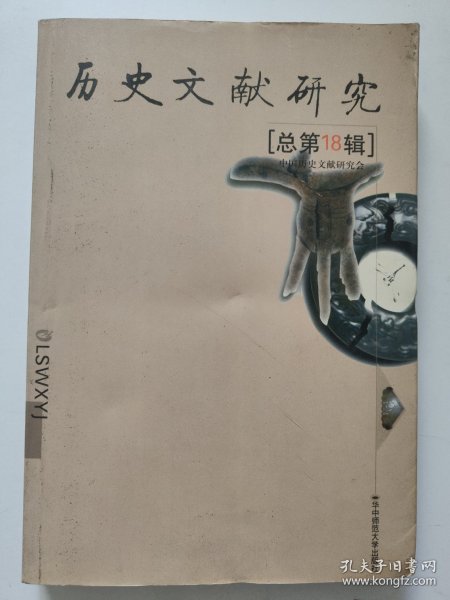 历史文献研究
[总第18辑]
中国历史文献研究会
LSWXYJ
华中师范大学出版
孔夫子旧书网
www.kongfz.com